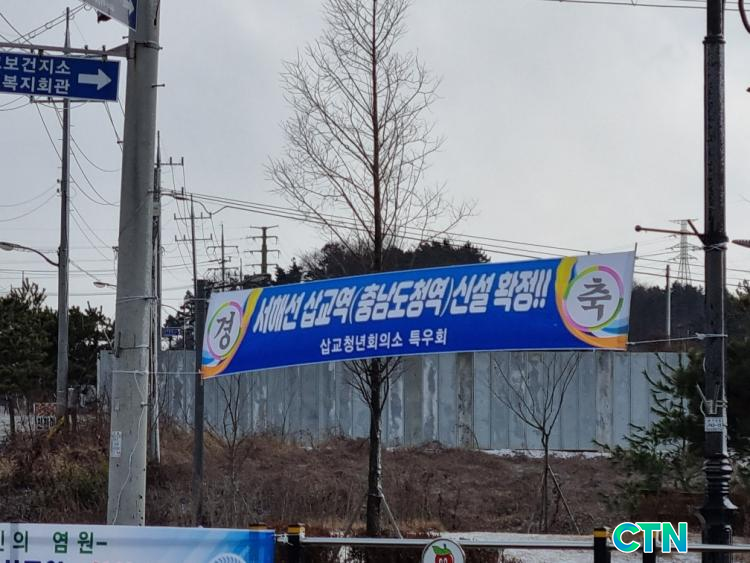 보건지소
복지회관
경 서해선 삽교역(충남도청역)신설 확정!! 축
삽교청년회의소 특우회
의 염원-
CTN